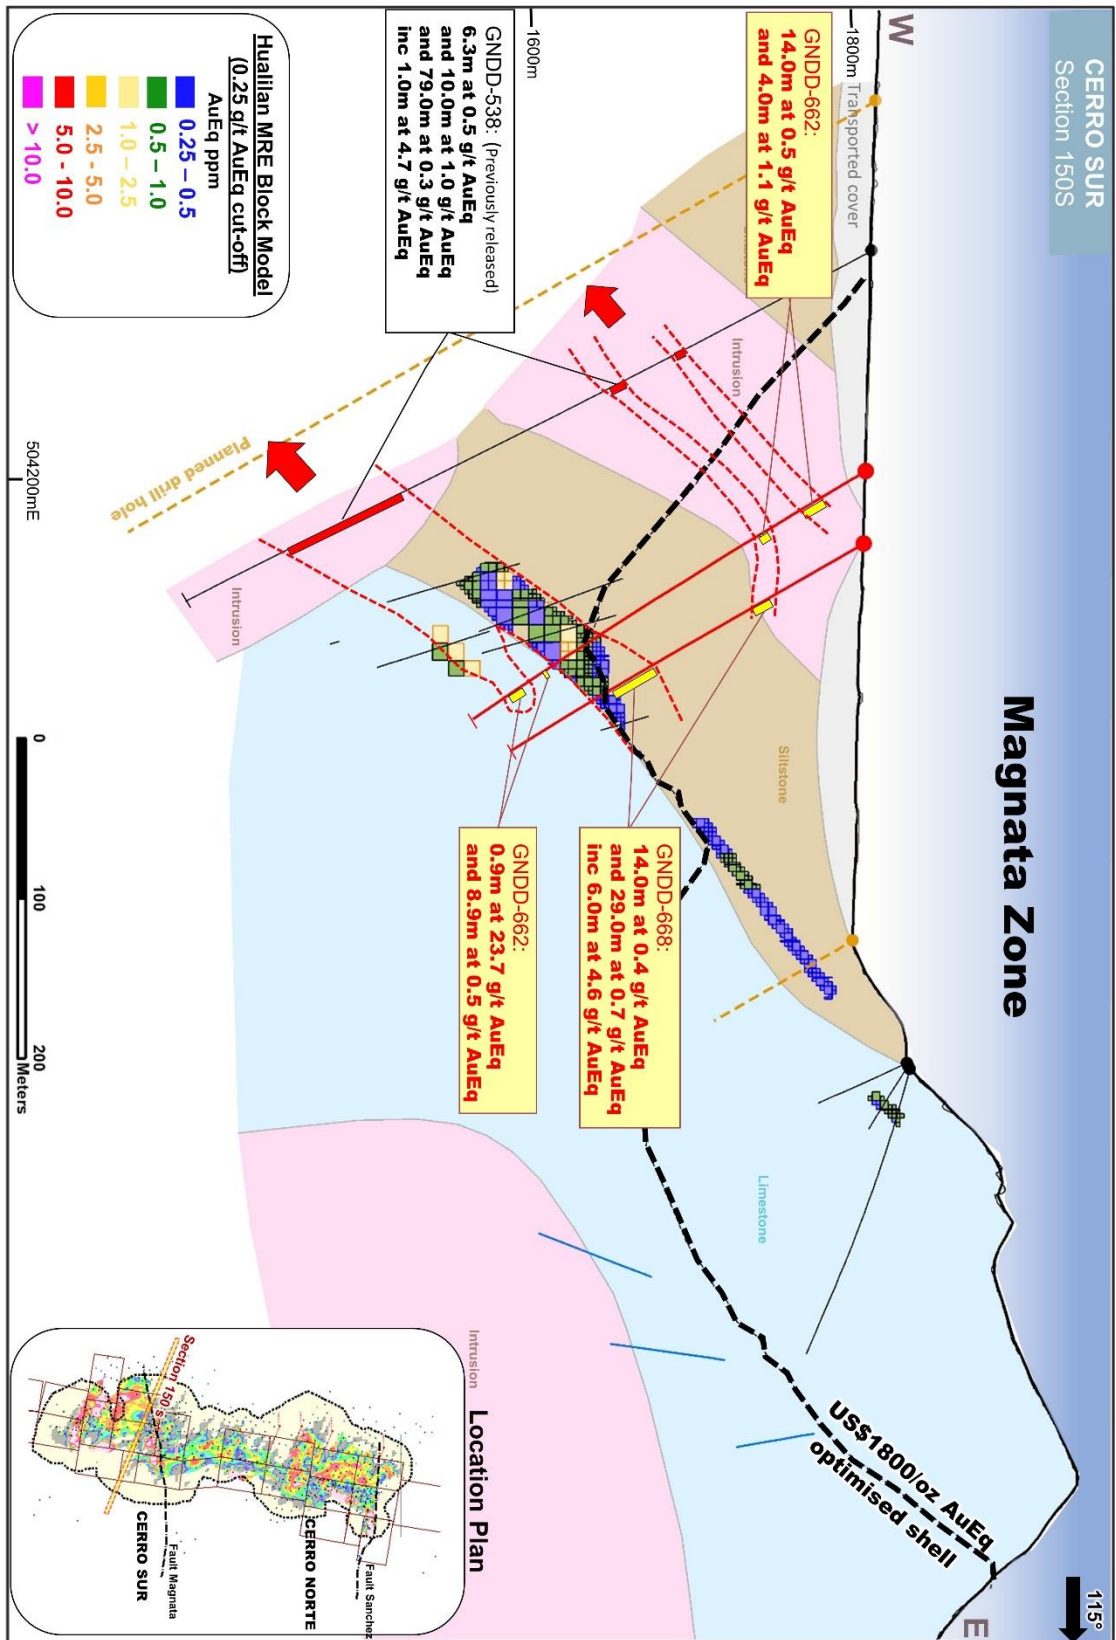 CERRO SUR
Section 150S
Magnata Zone
115°
W
E
1800m
1600m
Transported cover
GNDD-662:
14.0m at 0.5 g/t AuEq
and 4.0m at 1.1 g/t AuEq
GNDD-538: (Previously released)
6.3m at 0.5 g/t AuEq
and 10.0m at 1.0 g/t AuEq
and 79.0m at 0.3 g/t AuEq
inc 1.0m at 4.7 g/t AuEq
Intrusion
Siltstone
Limestone
GNDD-668:
14.0m at 0.4 g/t AuEq
and 29.0m at 0.7 g/t AuEq
inc 6.0m at 4.6 g/t AuEq
GNDD-662:
0.9m at 23.7 g/t AuEq
and 8.9m at 0.5 g/t AuEq
US$1800/oz AuEq
optimised shell
Intrusion
Intrusion
Planned drill hole
504200mE
0
100
200
Meters
Hualilan MRE Block Model
(0.25 g/t AuEq cut-off)
AuEq ppm
0.25 – 0.5
0.5 – 1.0
1.0 – 2.5
2.5 - 5.0
5.0 - 10.0
> 10.0
Location Plan
Section 150 s
Fault Sanchez
CERRO NORTE
Fault Magnata
CERRO SUR